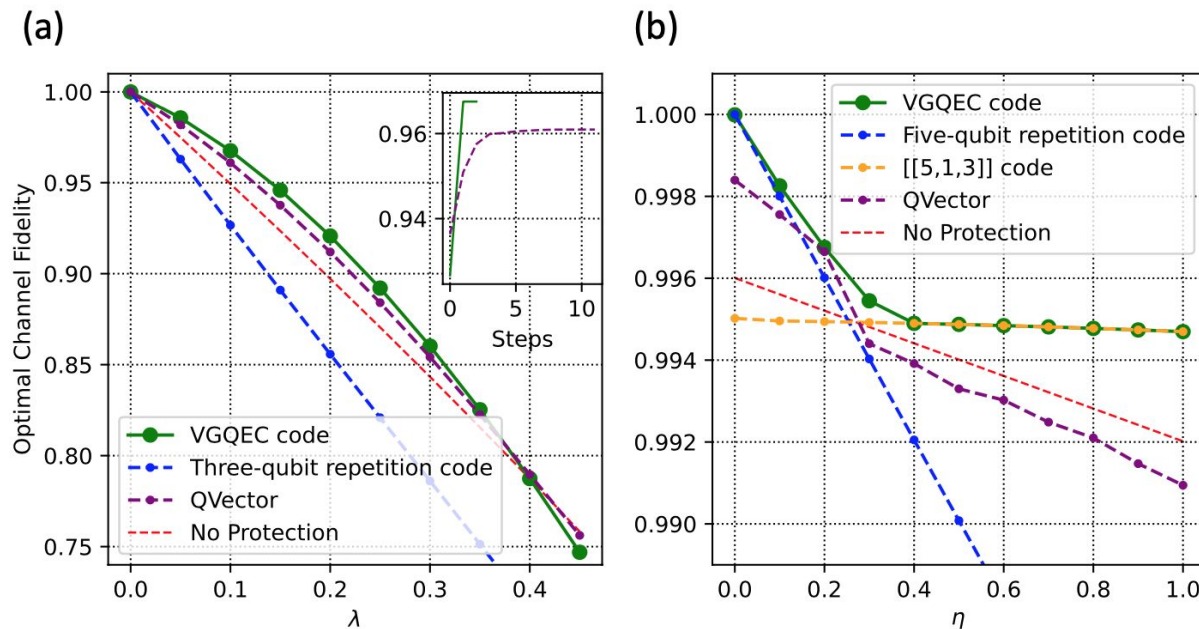 (a)
Optimal Channel Fidelity
1.00
0.95
0.90
0.85
0.80
0.75
0.96
0.94
0
5
10
Steps
VGQEC code
Three-qubit repetition code
QVector
No Protection
0.0
0.1
0.2
0.3
0.4
λ
(b)
1.000
0.998
0.996
0.994
0.992
0.990
VGQEC code
Five-qubit repetition code
[[5,1,3]] code
QVector
No Protection
0.0
0.2
0.4
0.6
0.8
1.0
η